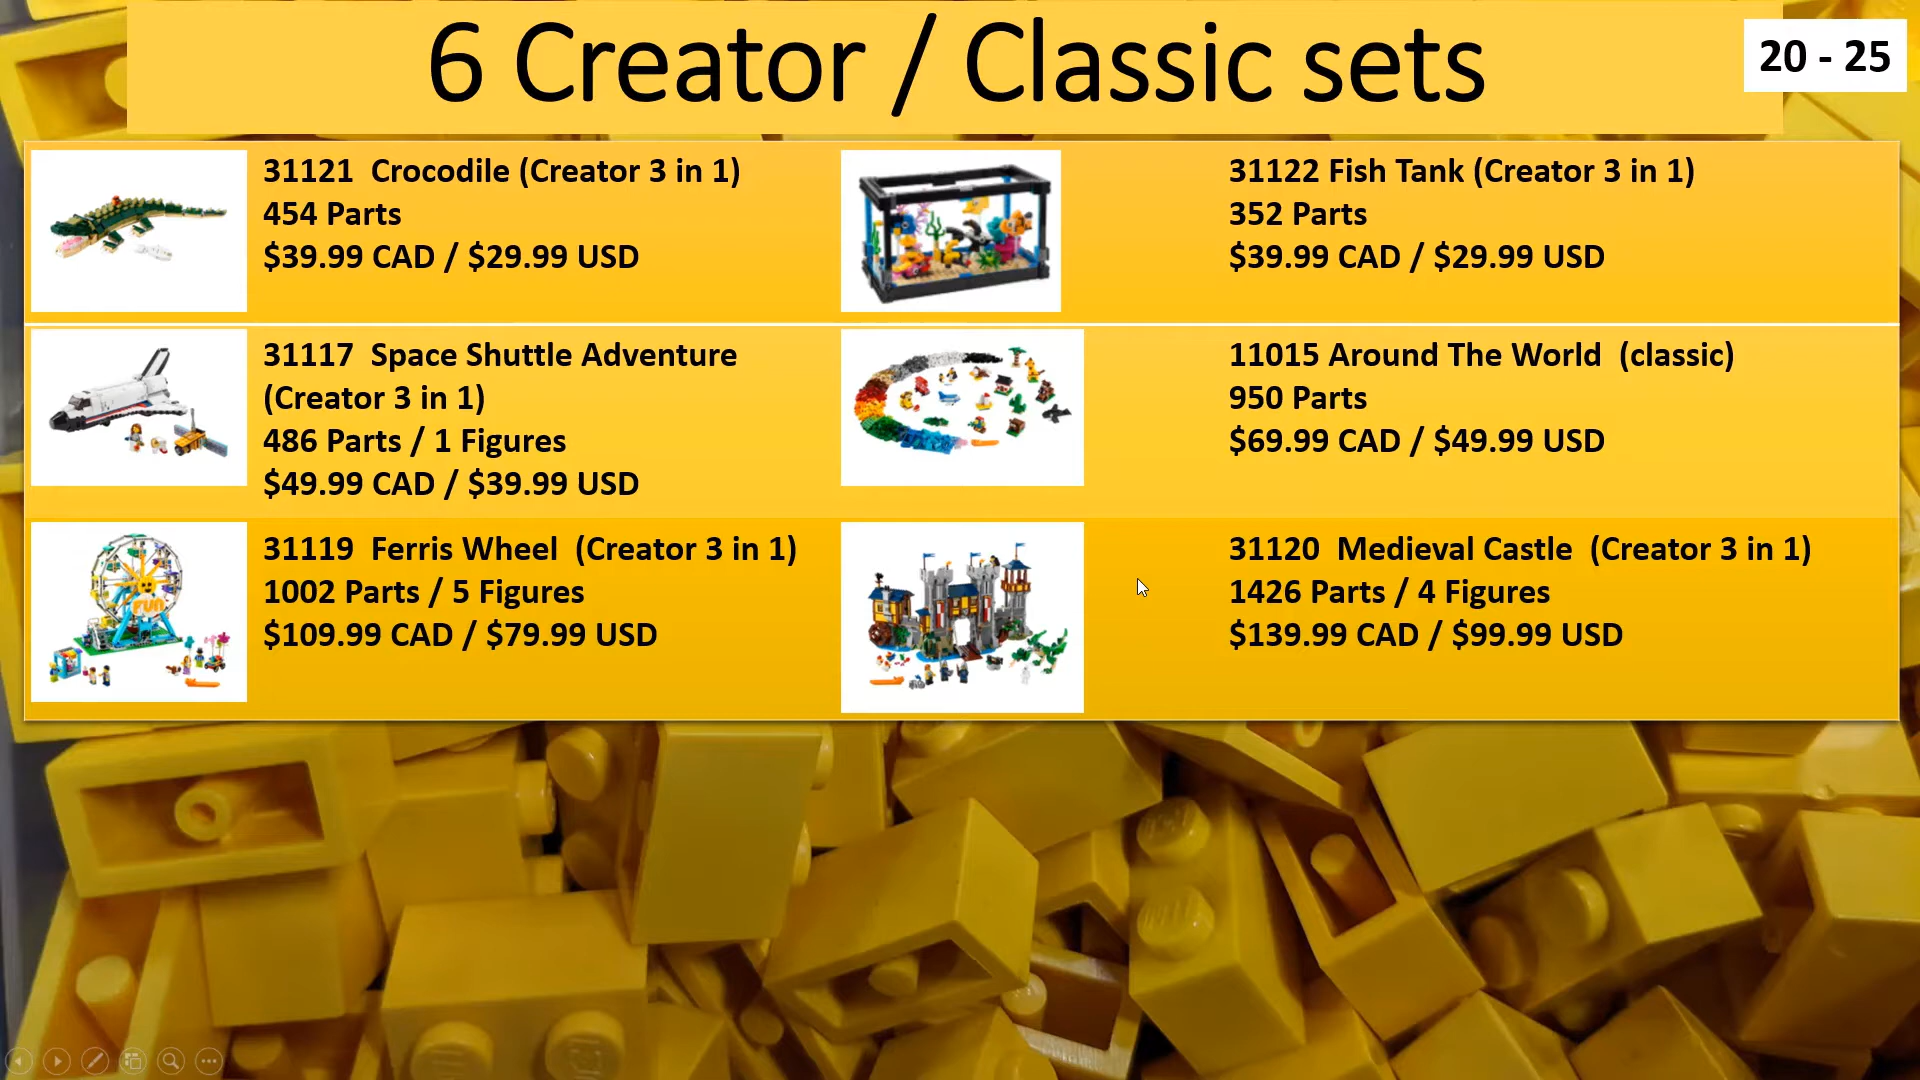 6 Creator / Classic sets
20 - 25
31121  Crocodile (Creator 3 in 1)
454 Parts
$39.99 CAD / $29.99 USD
31122 Fish Tank (Creator 3 in 1)
352 Parts
$39.99 CAD / $29.99 USD
31117  Space Shuttle Adventure
(Creator 3 in 1)
486 Parts / 1 Figures
$49.99 CAD / $39.99 USD
11015 Around The World  (classic)
950 Parts
$69.99 CAD / $49.99 USD
31119  Ferris Wheel  (Creator 3 in 1)
1002 Parts / 5 Figures
$109.99 CAD / $79.99 USD
FUN
31120  Medieval Castle  (Creator 3 in 1)
1426 Parts / 4 Figures
$139.99 CAD / $99.99 USD